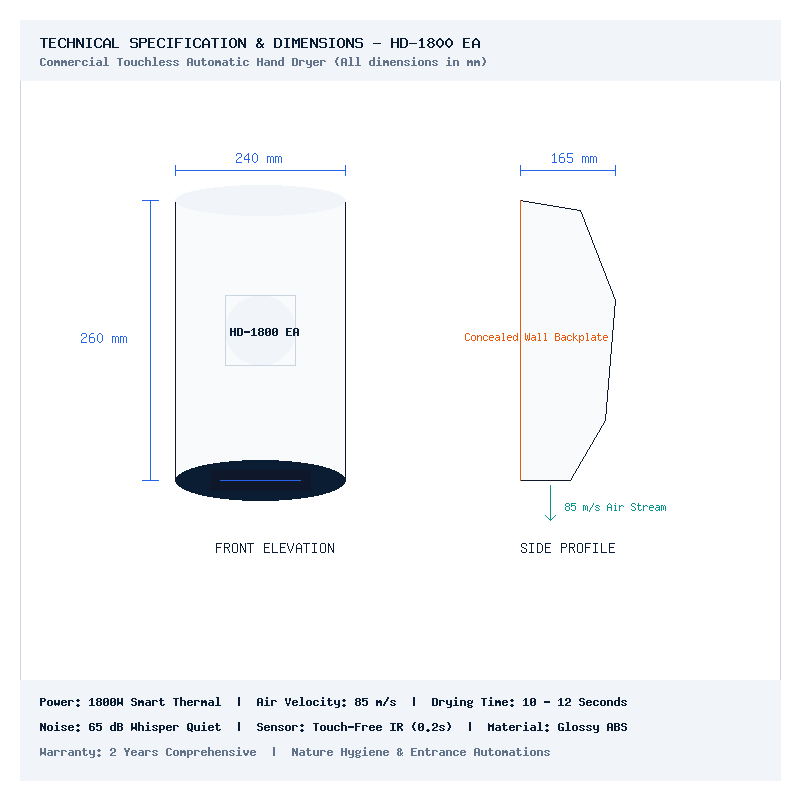 TECHNICAL SPECIFICATION & DIMENSIONS - HD-1800 EA
Commercial Touchless Automatic Hand Dryer (All dimensions in mm)
240 mm
165 mm
HD-1800 EA
260 mm
Concealed Wall Backplate
85 m/s Air Stream
FRONT ELEVATION
SIDE PROFILE
Power: 1800W Smart Thermal | Air Velocity: 85 m/s | Drying Time: 10 - 12 Seconds
Noise: 65 dB Whisper Quiet | Sensor: Touch-Free IR (0.2s) | Material: Glossy ABS
Warranty: 2 Years Comprehensive | Nature Hygiene & Entrance Automations